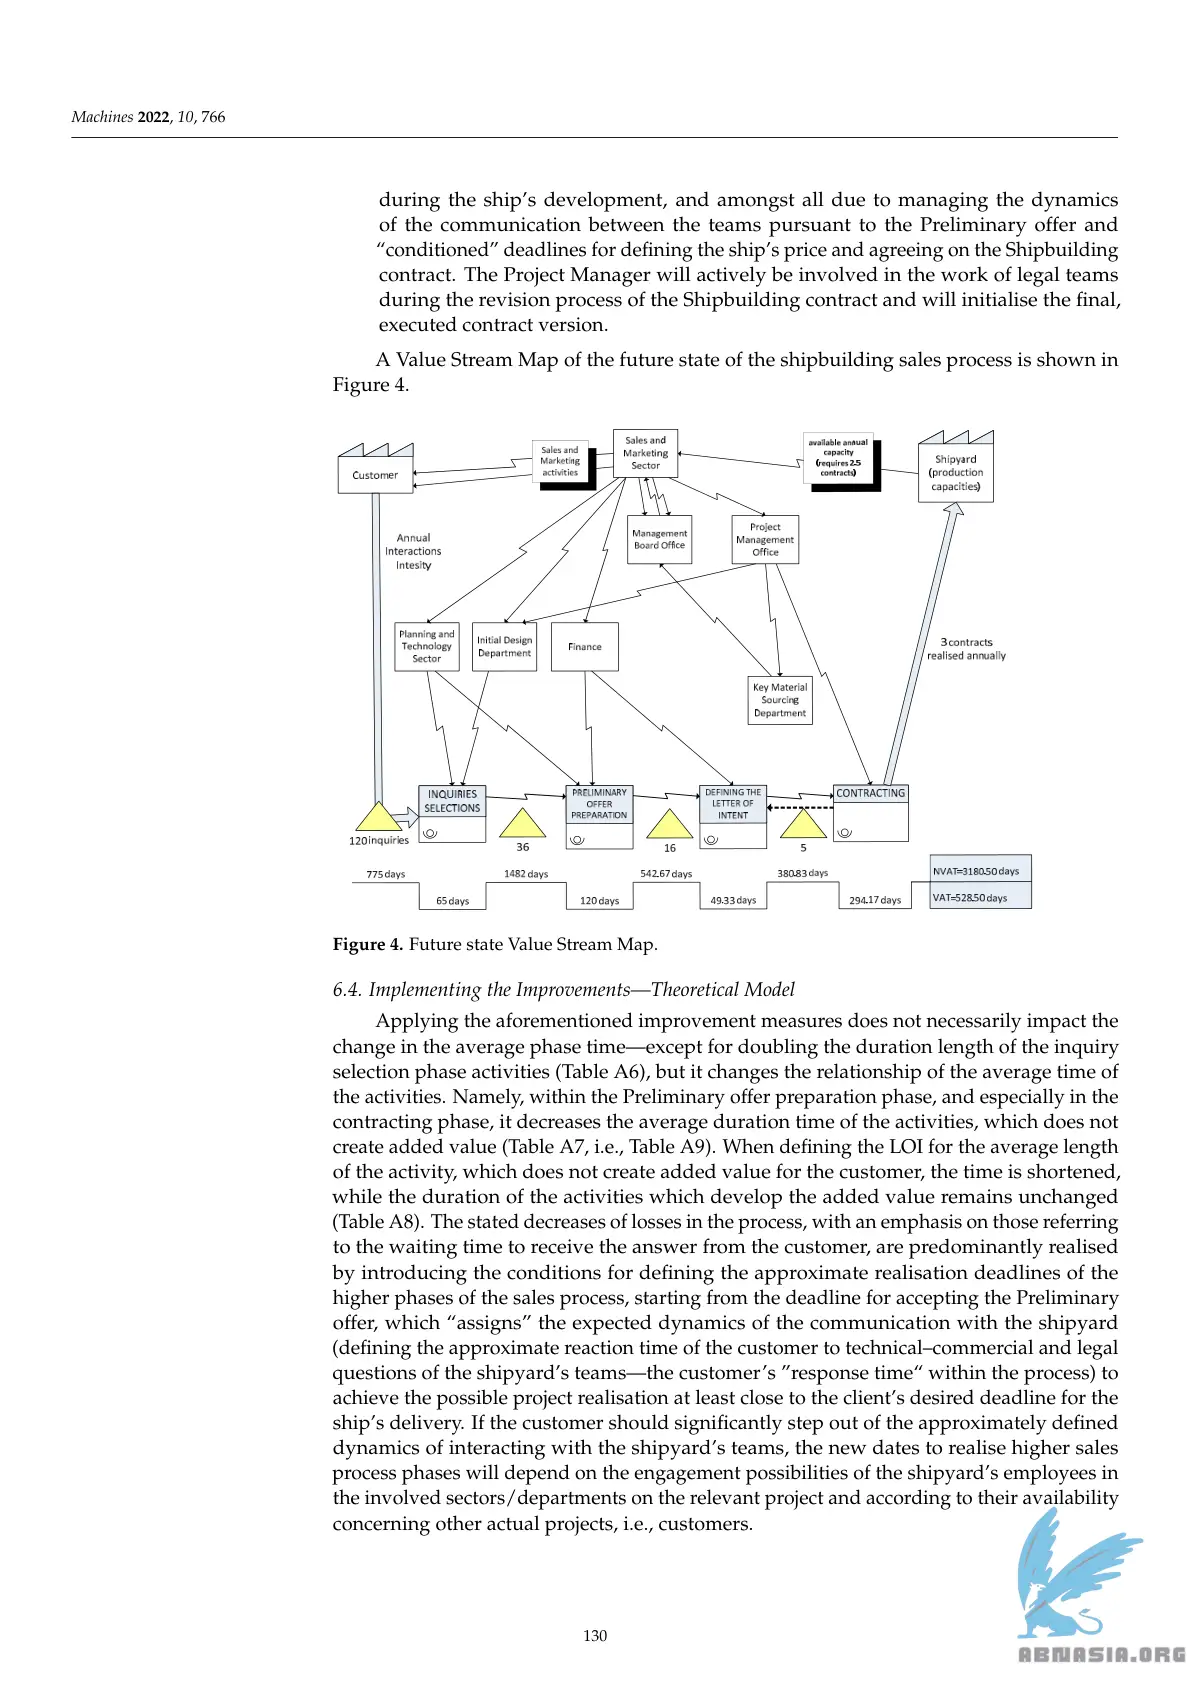 Machines 2022, 10, 766
during the ship’s development, and amongst all due to managing the dynamics
of the communication between the teams pursuant to the Preliminary offer and
“conditioned” deadlines for defining the ship’s price and agreeing on the Shipbuilding
contract. The Project Manager will actively be involved in the work of legal teams
during the revision process of the Shipbuilding contract and will initialise the final,
executed contract version.
A Value Stream Map of the future state of the shipbuilding sales process is shown in
Figure 4.
Customer
Sales and
Marketing
activities
Sales and
Marketing
Sector
available annual
capacity
(requires 2.5
contracts)
Shipyard
(production
capacities)
Annual
Interactions
Intesity
Management
Board Office
Project
Management
Office
Planning and
Technology
Sector
Initial Design
Department
Finance
Key Material
Sourcing
Department
3 contracts
realised annually
120 inquiries
INQUIRIES
SELECTIONS
36
PRELIMINARY
OFFER
PREPARATION
16
DEFINING THE
LETTER OF
INTENT
5
CONTRACTING
775 days
65 days
1482 days
120 days
542.67 days
49.33 days
380.83 days
294.17 days
NVAT=3180.50 days
VAT=528.50 days
Figure 4. Future state Value Stream Map.
6.4. Implementing the Improvements—Theoretical Model
Applying the aforementioned improvement measures does not necessarily impact the
change in the average phase time—except for doubling the duration length of the inquiry
selection phase activities (Table A6), but it changes the relationship of the average time of
the activities. Namely, within the Preliminary offer preparation phase, and especially in the
contracting phase, it decreases the average duration time of the activities, which does not
create added value (Table A7, i.e., Table A9). When defining the LOI for the average length
of the activity, which does not create added value for the customer, the time is shortened,
while the duration of the activities which develop the added value remains unchanged
(Table A8). The stated decreases of losses in the process, with an emphasis on those referring
to the waiting time to receive the answer from the customer, are predominantly realised
by introducing the conditions for defining the approximate realisation deadlines of the
higher phases of the sales process, starting from the deadline for accepting the Preliminary
offer, which “assigns” the expected dynamics of the communication with the shipyard
(defining the approximate reaction time of the customer to technical–commercial and legal
questions of the shipyard’s teams—the customer’s ”response time“ within the process) to
achieve the possible project realisation at least close to the client’s desired deadline for the
ship’s delivery. If the customer should significantly step out of the approximately defined
dynamics of interacting with the shipyard’s teams, the new dates to realise higher sales
process phases will depend on the engagement possibilities of the shipyard’s employees in
the involved sectors/departments on the relevant project and according to their availability
concerning other actual projects, i.e., customers.
130
ABNASIA.ORG